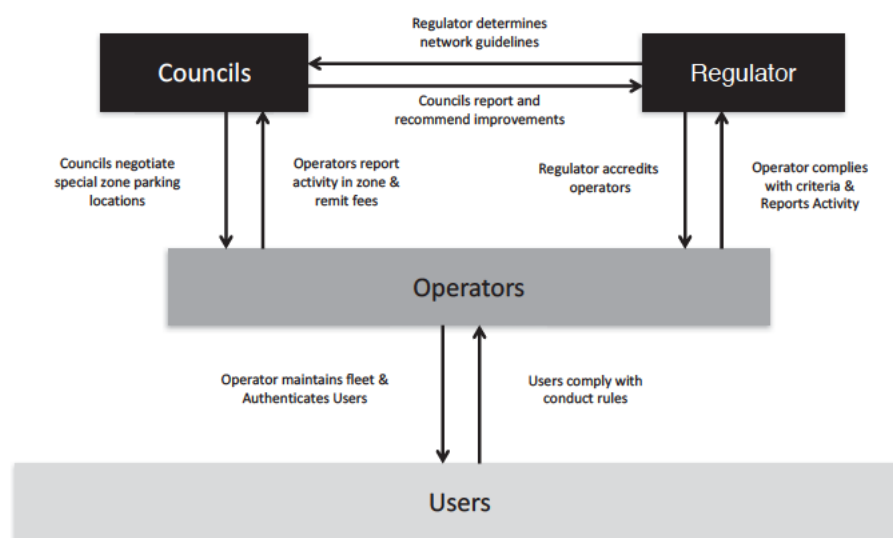 Regulator determines
network guidelines
Councils
Regulator
Councils report and
recommend improvements
Councils negotiate
special zone parking
locations
Operators report
activity in zone &
remit fees
Regulator accredits
operators
Operator complies
with criteria &
Reports Activity
Operators
Operator maintains fleet &
Authenticates Users
Users comply with
conduct rules
Users